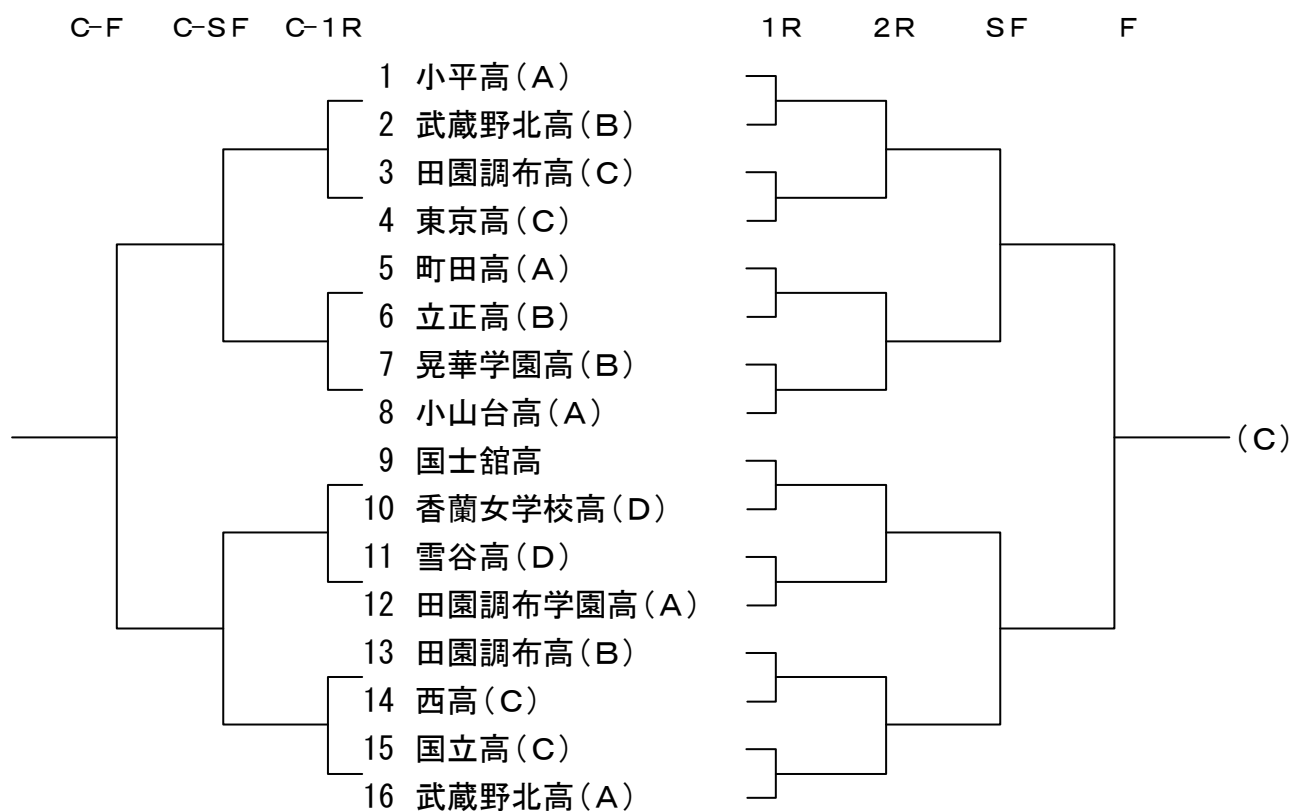 C-F C-SF C-1R 1R 2R SF F
1 小平高(A)
2 武蔵野北高(B)
3 田園調布高(C)
4 東京高(C)
5 町田高(A)
6 立正高(B)
7 晃華学園高(B)
8 小山台高(A)
(C)
9 国士舘高
10 香蘭女学校高(D)
11 雪谷高(D)
12 田園調布学園高(A)
13 田園調布高(B)
14 西高(C)
15 国立高(C)
16 武蔵野北高(A)